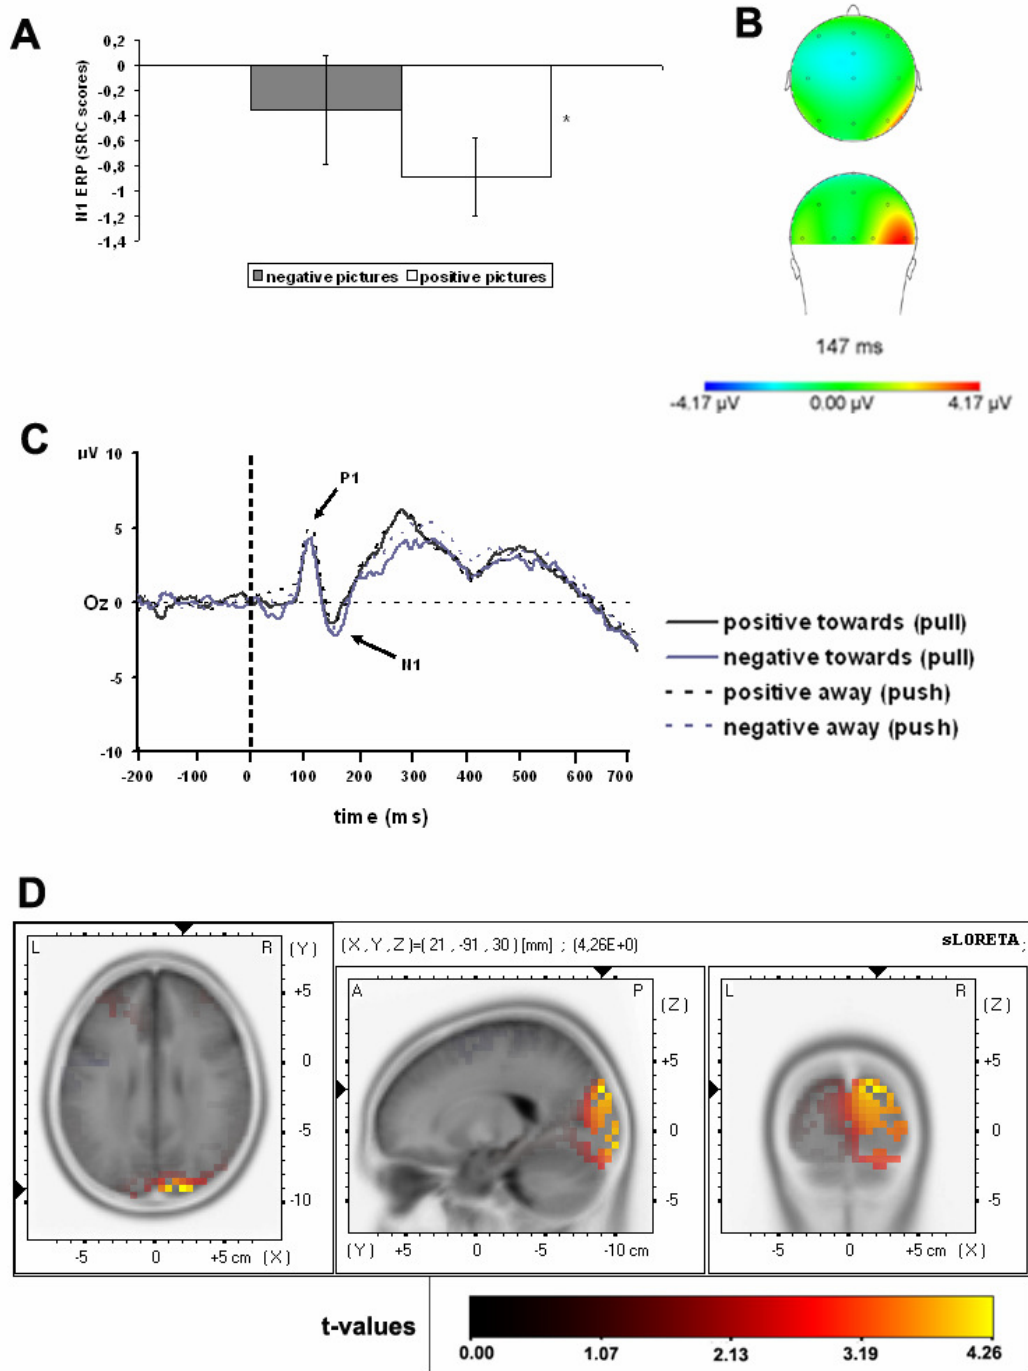 A
N1 ERP (SRC scores)
0,2
0
-0,2
-0,4
-0,6
-0,8
-1
-1,2
-1,4
*
negative pictures positive pictures
B
147 ms
-4.17 µV 0.00 µV 4.17 µV
C
µV 10
5
Oz 0
-5
-10
P1
N1
-200 -100 0 100 200 300 400 500 600 700
time (ms)
positive towards (pull)
negative towards (pull)
positive away (push)
negative away (push)
D
(X,Y,Z)=(21,-91,30)[mm] ; (4,26E+0)
sLORETA;
L R (Y)
+5
0
-5
-10
-5 0 +5 cm (X)
A P (Z)
+5
0
-5
(Y) +5 0 -5 -10 cm
L R (Z)
+5
0
-5
-5 0 +5 cm (X)
t-values
0.00 1.07 2.13 3.19 4.26